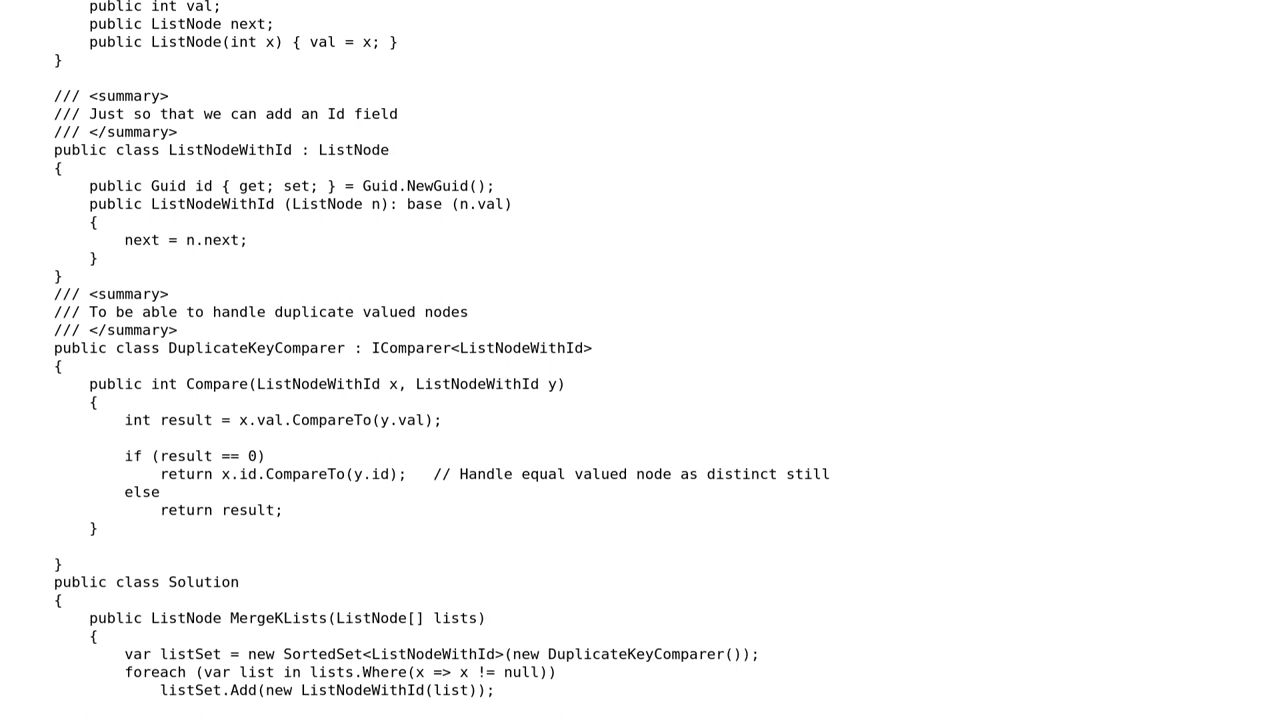 public int val;
public ListNode next;
public ListNode(int x) { val = x; }
}
/// <summary>
/// Just so that we can add an Id field
/// </summary>
public class ListNodeWithId : ListNode
{
public Guid id { get; set; } = Guid.NewGuid();
public ListNodeWithId (ListNode n): base (n.val)
{
next = n.next;
}
}
/// <summary>
/// To be able to handle duplicate valued nodes
/// </summary>
public class DuplicateKeyComparer : IComparer<ListNodeWithId>
{
public int Compare(ListNodeWithId x, ListNodeWithId y)
{
int result = x.val.CompareTo(y.val);
if (result == 0)
return x.id.CompareTo(y.id);   // Handle equal valued node as distinct still
else
return result;
}
}
public class Solution
{
public ListNode MergeKLists(ListNode[] lists)
{
var listSet = new SortedSet<ListNodeWithId>(new DuplicateKeyComparer());
foreach (var list in lists.Where(x => x != null))
listSet.Add(new ListNodeWithId(list));